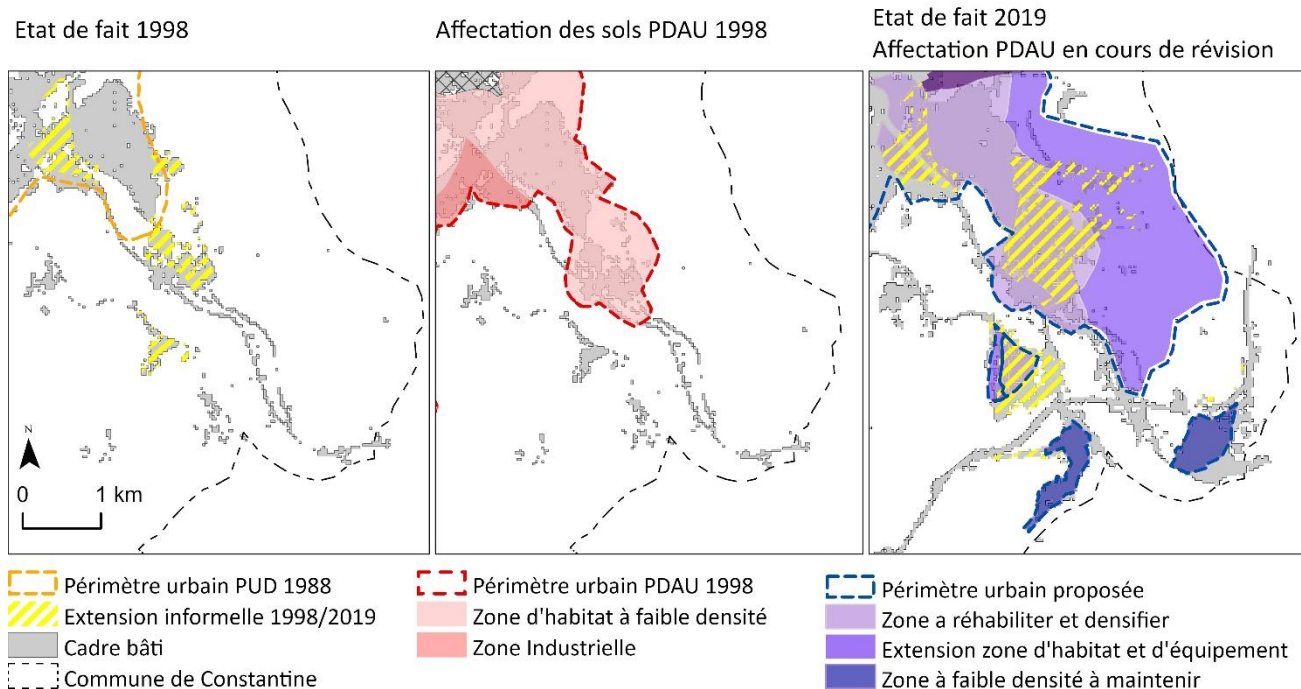 Etat de fait 1998
Affectation des sols PDAU 1998
Etat de fait 2019
Affectation PDAU en cours de révision
N
0 1 km
Périmètre urbain PUD 1988
Extension informelle 1998/2019
Cadre bâti
Commune de Constantine
Périmètre urbain PDAU 1998
Zone d'habitat à faible densité
Zone Industrielle
Périmètre urbain proposée
Zone a réhabiliter et densifier
Extension zone d'habitat et d'équipement
Zone à faible densité à maintenir